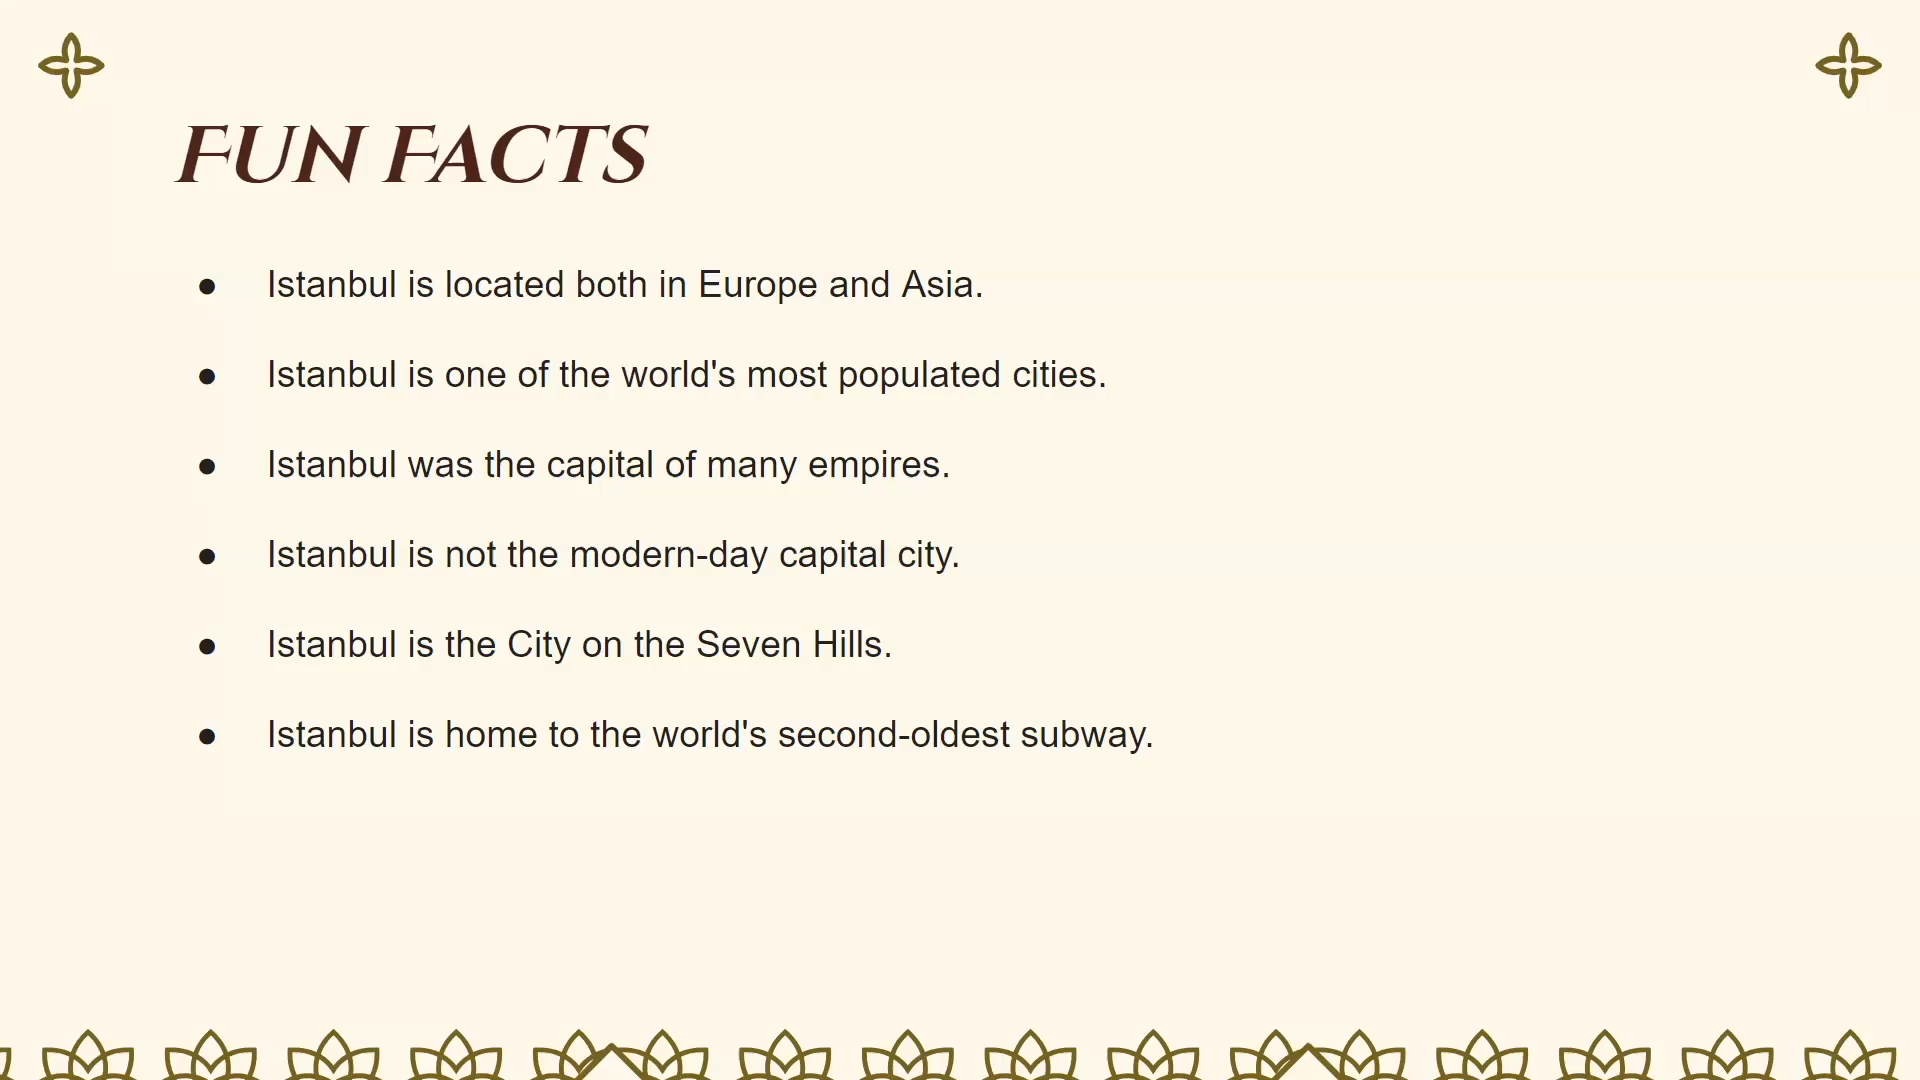 Fun Facts
● Istanbul is located both in Europe and Asia.
● Istanbul is one of the world's most populated cities.
● Istanbul was the capital of many empires.
● Istanbul is not the modern-day capital city.
● Istanbul is the City on the Seven Hills.
● Istanbul is home to the world's second-oldest subway.